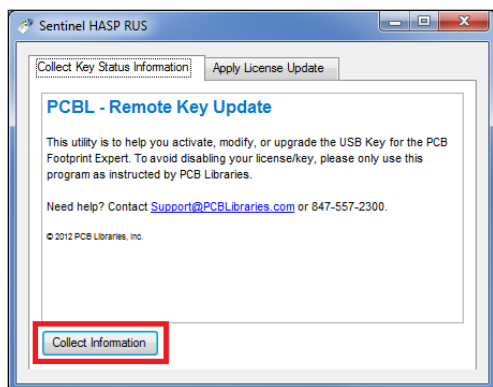 Sentinel HASP RUS
Collect Key Status Information
Apply License Update
PCBL - Remote Key Update
This utility is to help you activate, modify, or upgrade the USB Key for the PCB
Footprint Expert. To avoid disabling your license/key, please only use this
program as instructed by PCB Libraries.
Need help? Contact Support@PCBLibraries.com or 847-557-2300.
© 2012 PCB Libraries, Inc.
Collect Information